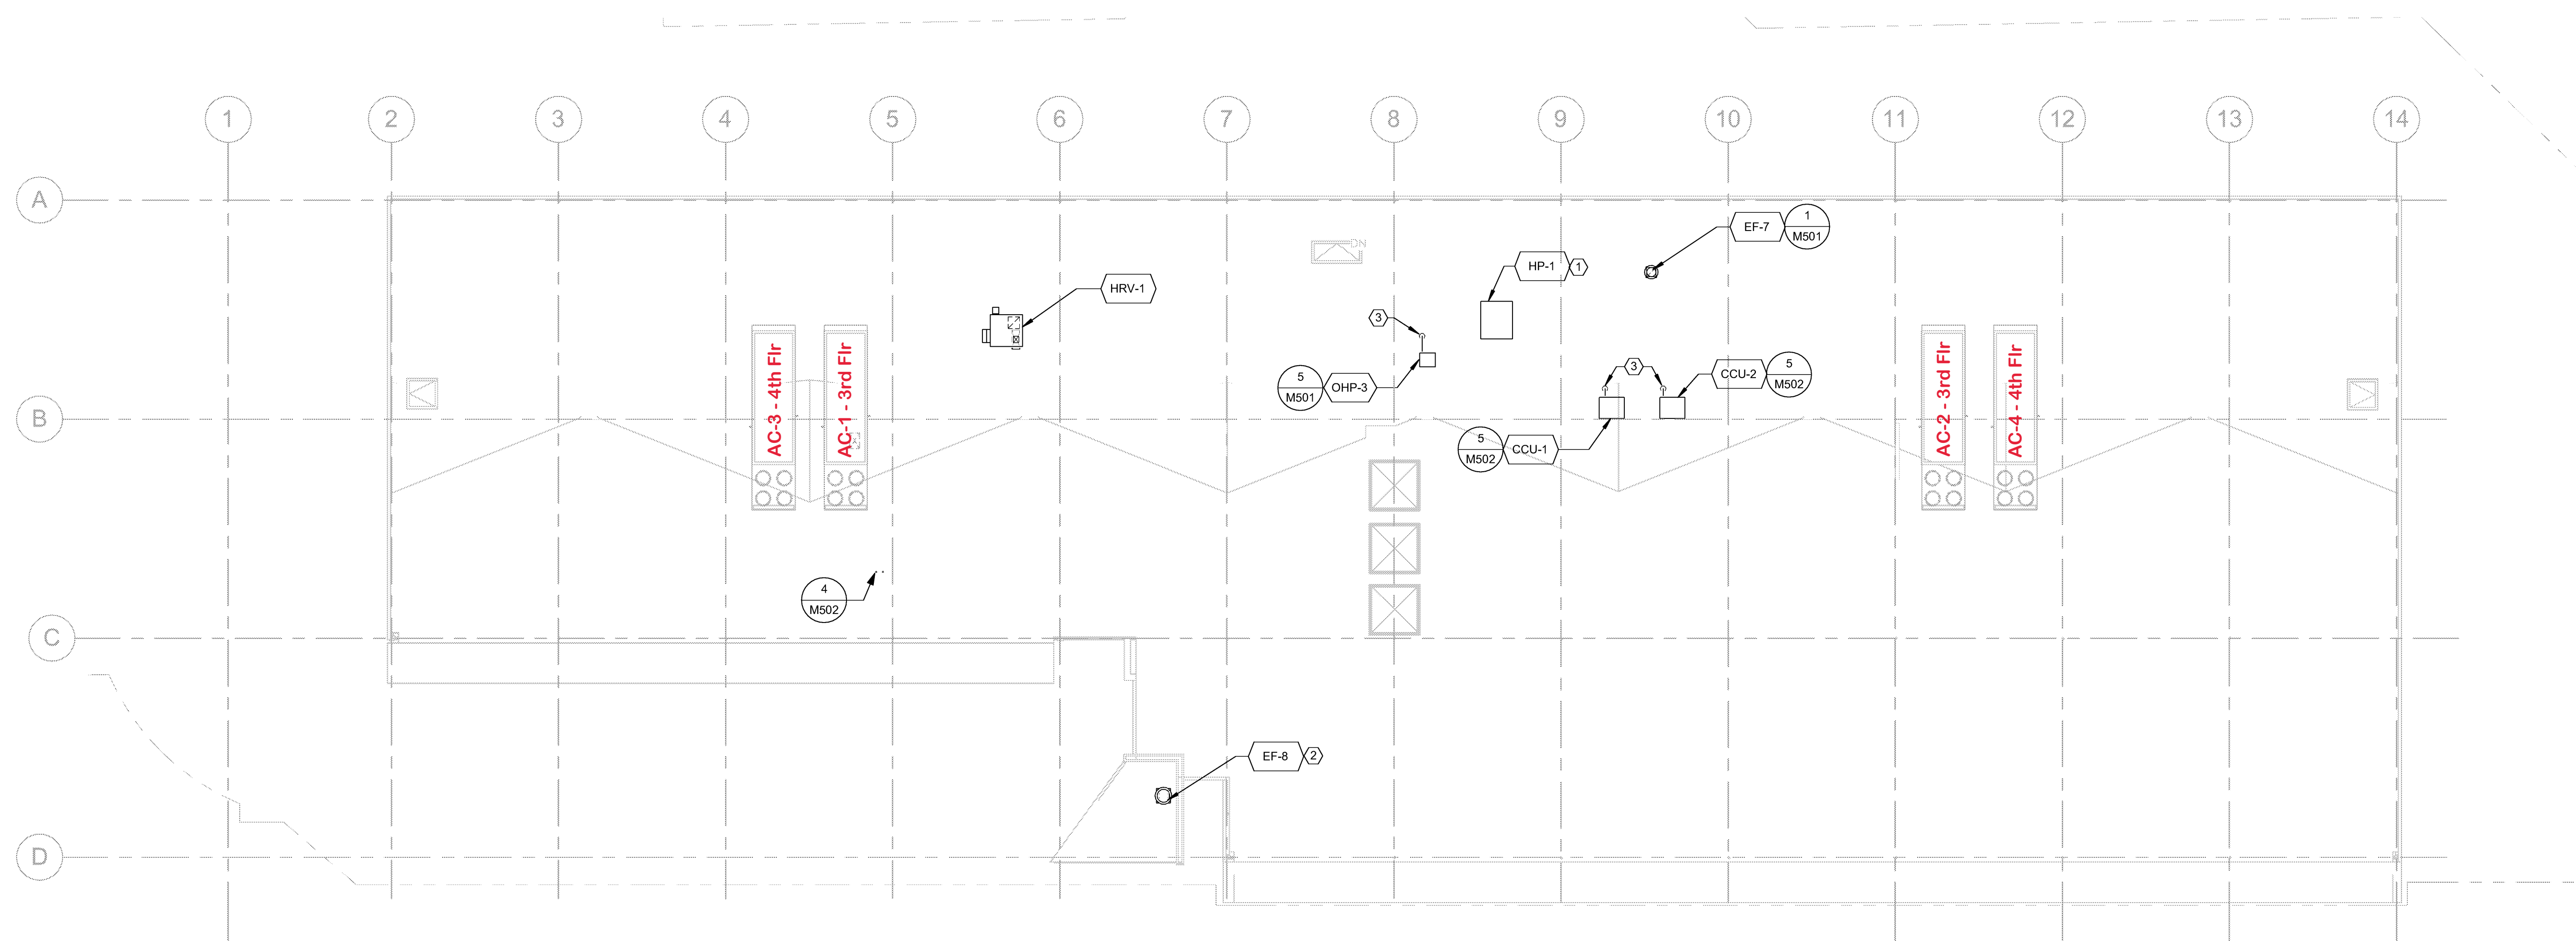 1
2
3
4
5
6
7
8
9
10
11
12
13
14
A
B
C
D
EF-7
1
M501
DN
HP-1
1
HRV-1
3
5
M501
OHP-3
3
CCU-2
5
M502
5
M502
CCU-1
AC-3 - 4th Flr
AC-1 - 3rd Flr
AC-2 - 3rd Flr
AC-4 - 4th Flr
4
M502
EF-8
2